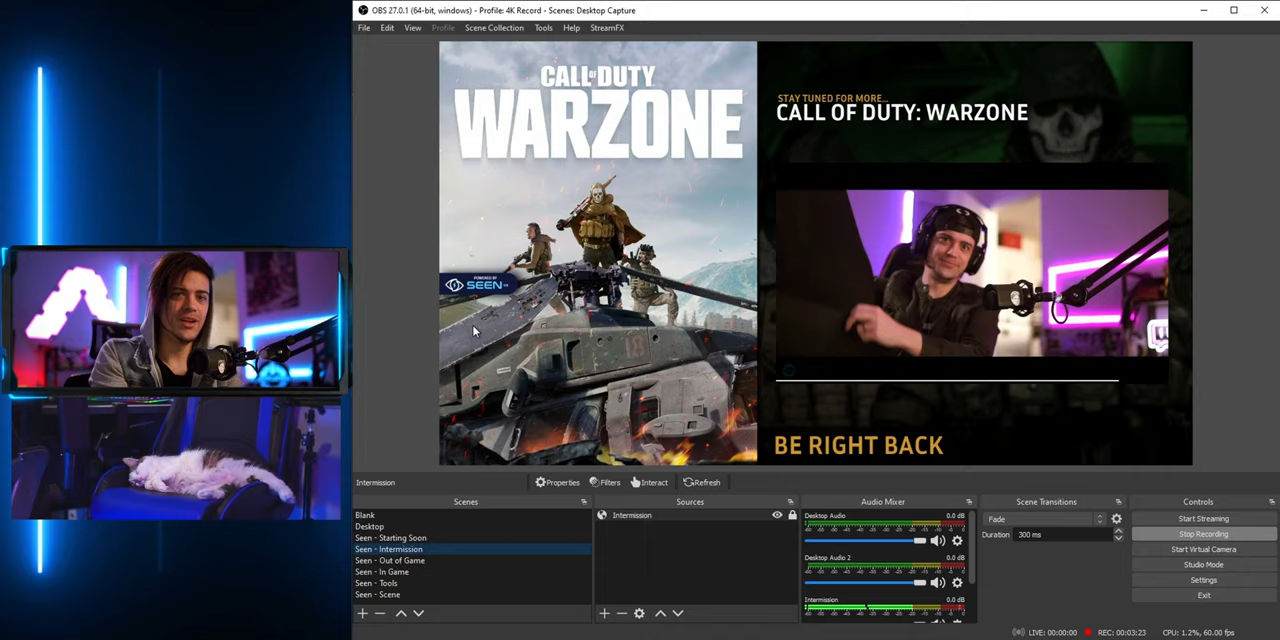 OBS 27.0.1 (64-bit, windows) - Profile: 4K Record - Scenes: Desktop Capture
File Edit View Profile Scene Collection Tools Help StreamFX
CALL OF DUTY
WARZONE
POWERED BY
SEEN
STAY TUNED FOR MORE...
CALL OF DUTY: WARZONE
BE RIGHT BACK
Intermission
Properties
Filters
Interact
Refresh
Scenes
Blank
Desktop
Seen - Starting Soon
Seen - Intermission
Seen - Out of Game
Seen - In Game
Seen - Tools
Seen - Scene
Sources
Intermission
Audio Mixer
Desktop Audio 0.0 dB
Desktop Audio 2 0.0 dB
Intermission 0.0 dB
Scene Transitions
Fade
Duration 300 ms
Controls
Start Streaming
Stop Recording
Start Virtual Camera
Studio Mode
Settings
Exit
LIVE: 00:00:00 REC: 00:03:23 CPU: 1.2%, 60.00 fps